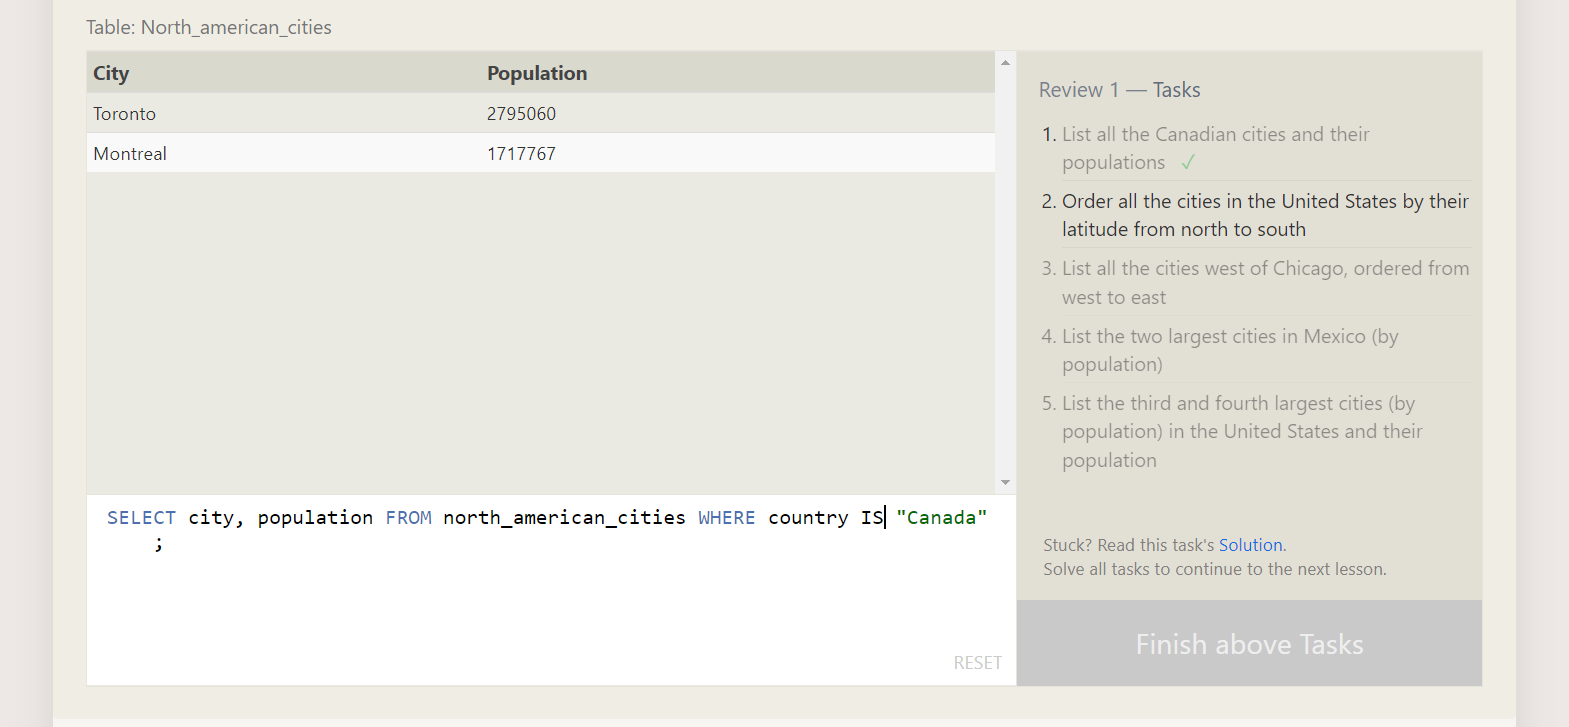 Table: North_american_cities
City Population
Toronto 2795060
Montreal 1717767
SELECT city, population FROM north_american_cities WHERE country IS "Canada"
;
RESET
Review 1 — Tasks
1. List all the Canadian cities and their
populations ✓
2. Order all the cities in the United States by their
latitude from north to south
3. List all the cities west of Chicago, ordered from
west to east
4. List the two largest cities in Mexico (by
population)
5. List the third and fourth largest cities (by
population) in the United States and their
population
Stuck? Read this task's Solution.
Solve all tasks to continue to the next lesson.
Finish above Tasks